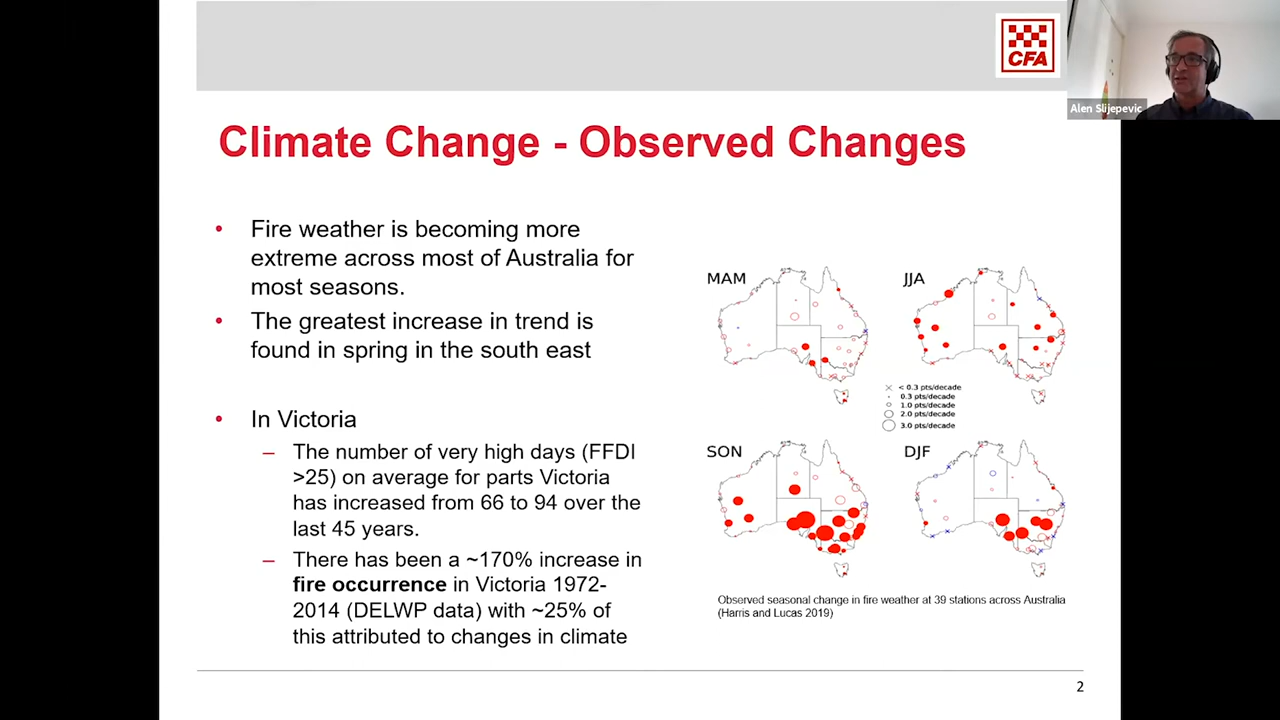 CFA
Alen Slijepevic
Climate Change - Observed Changes
• Fire weather is becoming more
extreme across most of Australia for
most seasons.
• The greatest increase in trend is
found in spring in the south east
• In Victoria
– The number of very high days (FFDI
>25) on average for parts Victoria
has increased from 66 to 94 over the
last 45 years.
– There has been a ~170% increase in
fire occurrence in Victoria 1972-
2014 (DELWP data) with ~25% of
this attributed to changes in climate
MAM
JJA
< 0.3 pts/decade
0.3 pts/decade
1.0 pts/decade
2.0 pts/decade
3.0 pts/decade
SON
DJF
Observed seasonal change in fire weather at 39 stations across Australia
(Harris and Lucas 2019)
2